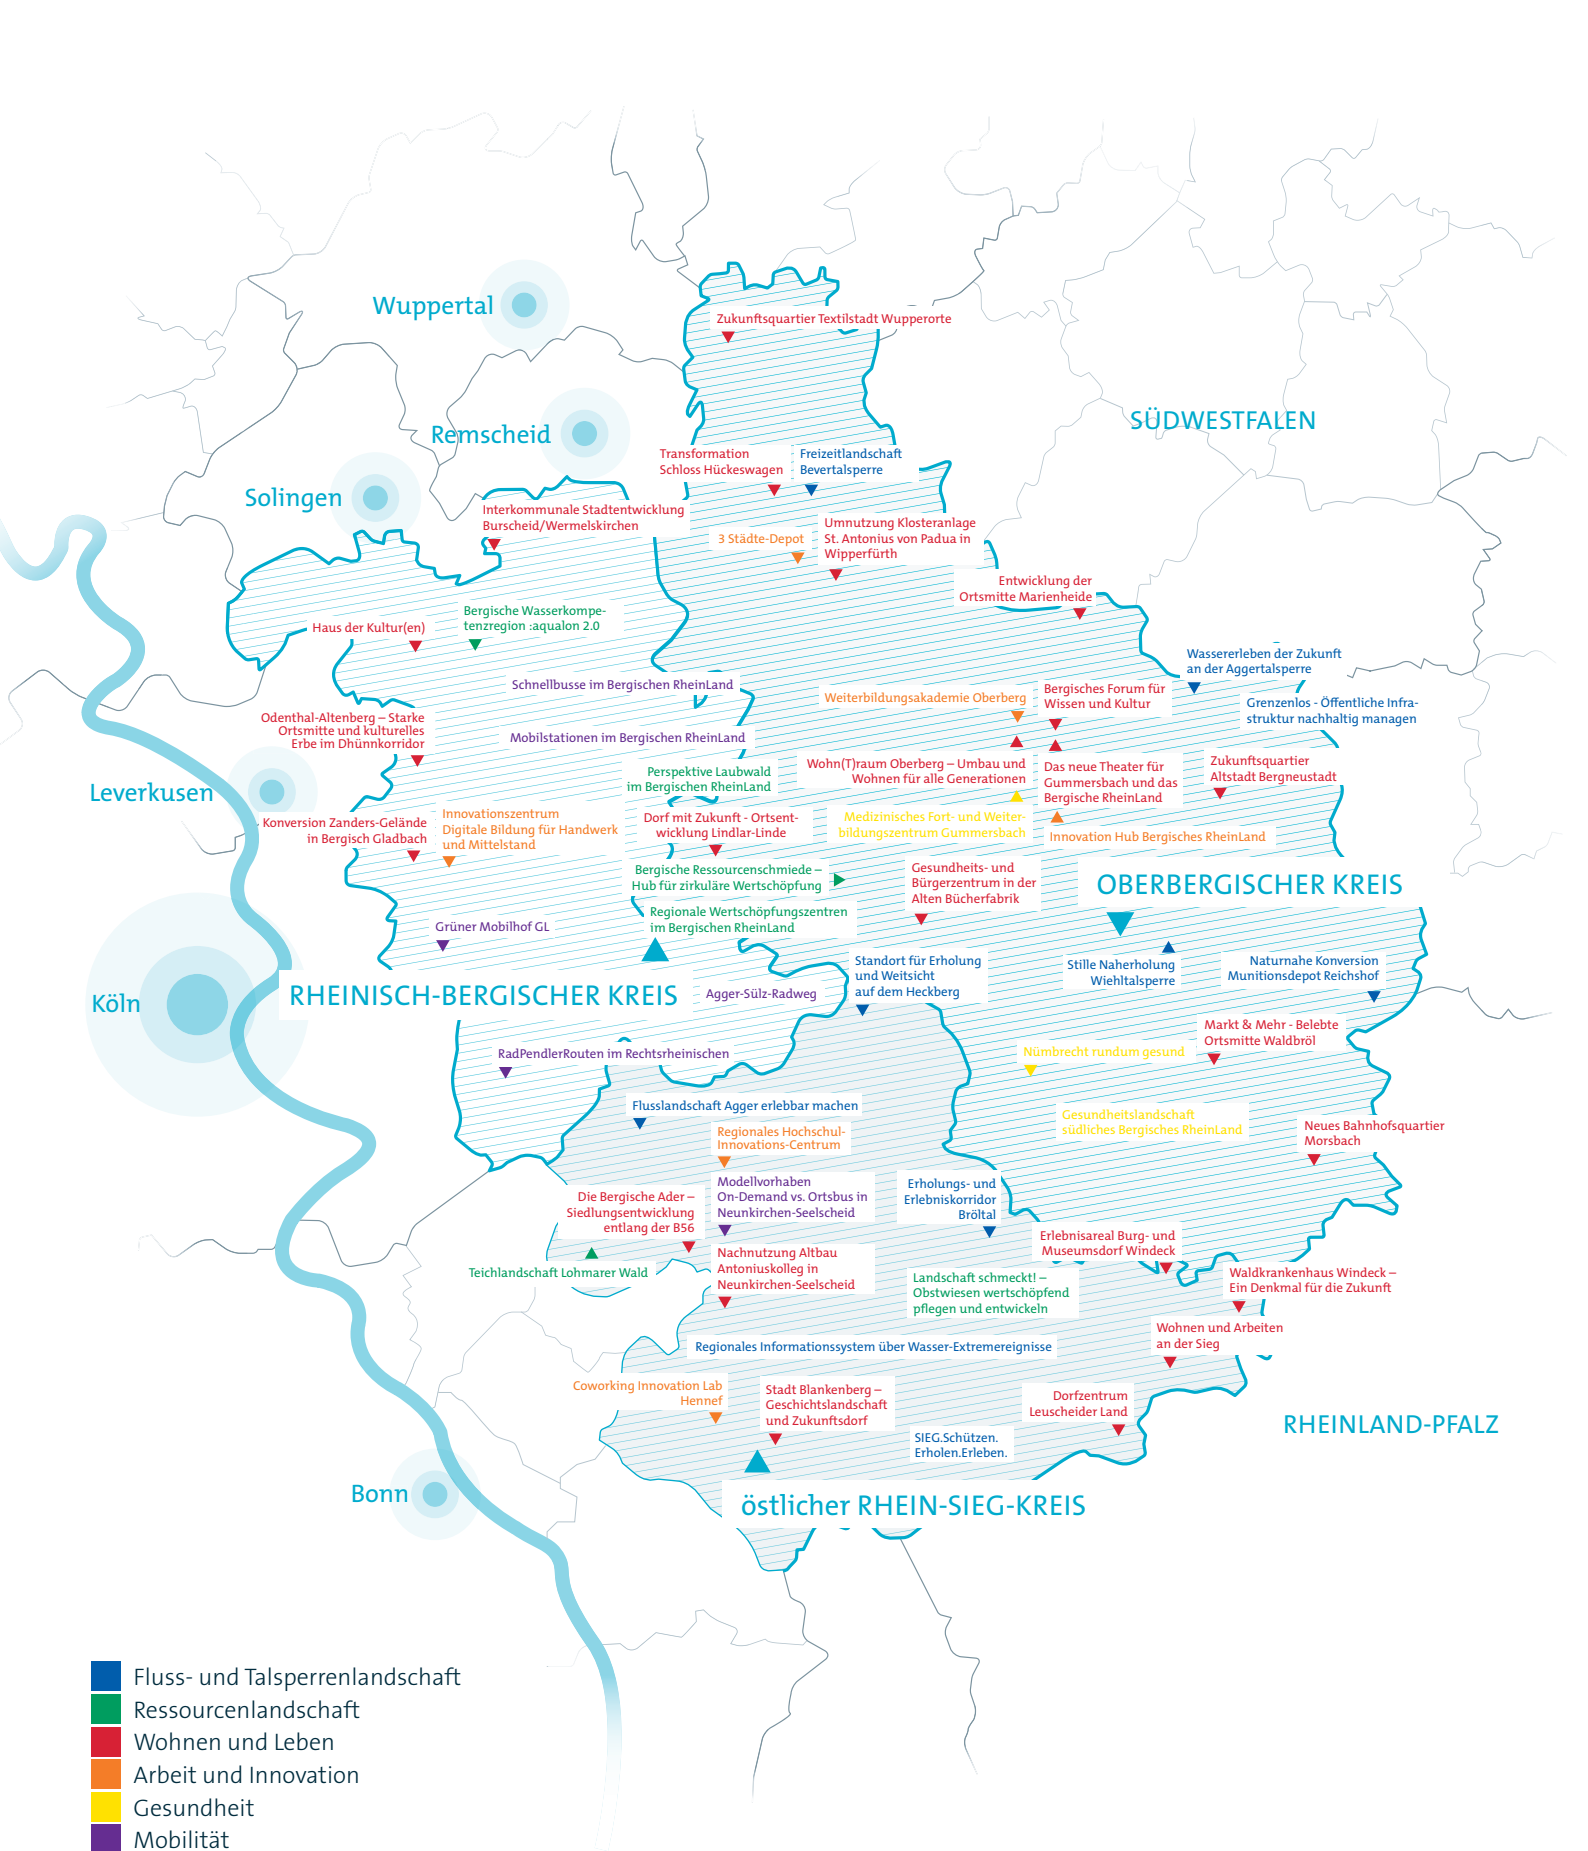 Wuppertal
Zukunftsquartier Textilstadt Wupperorte
SÜDWESTFALEN
Remscheid
Transformation
Schloss Hückeswagen
Freizeitlandschaft
Bevertalsperre
Solingen
Interkommunale Stadtentwicklung
Burscheid/Wermelskirchen
3 Städte-Depot
Umnutzung Klosteranlage
St. Antonius von Padua in
Wipperfürth
Entwicklung der
Ortsmitte Marienheide
Bergische Wasserkompe-
tenzregion :aqualon 2.0
Haus der Kultur(en)
Wassererleben der Zukunft
an der Aggertalsperre
Schnellbusse im Bergischen RheinLand
Weiterbildungsakademie Oberberg
Bergisches Forum für
Wissen und Kultur
Grenzenlos - Öffentliche Infra-
struktur nachhaltig managen
Odenthal-Altenberg – Starke
Ortsmitte und kulturelles
Erbe im Dhünnkorridor
Mobilstationen im Bergischen RheinLand
Perspektive Laubwald
im Bergischen RheinLand
Wohn(T)raum Oberberg – Umbau und
Wohnen für alle Generationen
Das neue Theater für
Gummersbach und das
Bergische RheinLand
Zukunftsquartier
Altstadt Bergneustadt
Leverkusen
Konversion Zanders-Gelände
in Bergisch Gladbach
Innovationszentrum
Digitale Bildung für Handwerk
und Mittelstand
Dorf mit Zukunft - Ortsent-
wicklung Lindlar-Linde
Medizinisches Fort- und Weiter-
bildungszentrum Gummersbach
Innovation Hub Bergisches RheinLand
Bergische Ressourcenschmiede –
Hub für zirkuläre Wertschöpfung
Gesundheits- und
Bürgerzentrum in der
Alten Bücherfabrik
OBERBERGISCHER KREIS
Regionale Wertschöpfungszentren
im Bergischen RheinLand
Grüner Mobilhof GL
Standort für Erholung
und Weitsicht
auf dem Heckberg
Stille Naherholung
Wiehltalsperre
Naturnahe Konversion
Munitionsdepot Reichshof
Köln
RHEINISCH-BERGISCHER KREIS
Agger-Sülz-Radweg
Markt & Mehr - Belebte
Ortsmitte Waldbröl
RadPendlerRouten im Rechtsrheinischen
Nümbrecht rundum gesund
Flusslandschaft Agger erlebbar machen
Gesundheitslandschaft
südliches Bergisches RheinLand
Regionales Hochschul-
Innovations-Centrum
Neues Bahnhofsquartier
Morsbach
Modellvorhaben
On-Demand vs. Ortsbus in
Neunkirchen-Seelscheid
Erholungs- und
Erlebniskorridor
Bröltal
Die Bergische Ader –
Siedlungsentwicklung
entlang der B56
Erlebnisareal Burg- und
Museumsdorf Windeck
Nachnutzung Altbau
Antoniuskolleg in
Neunkirchen-Seelscheid
Teichlandschaft Lohmarer Wald
Landschaft schmeckt! –
Obstwiesen wertschöpfend
pflegen und entwickeln
Waldkrankenhaus Windeck –
Ein Denkmal für die Zukunft
Wohnen und Arbeiten
an der Sieg
Regionales Informationssystem über Wasser-Extremereignisse
Coworking Innovation Lab
Hennef
Stadt Blankenberg –
Geschichtslandschaft
und Zukunftsdorf
Dorfzentrum
Leuscheider Land
RHEINLAND-PFALZ
SIEG.Schützen.
Erholen.Erleben.
Bonn
östlicher RHEIN-SIEG-KREIS
Fluss- und Talsperrenlandschaft
Ressourcenlandschaft
Wohnen und Leben
Arbeit und Innovation
Gesundheit
Mobilität